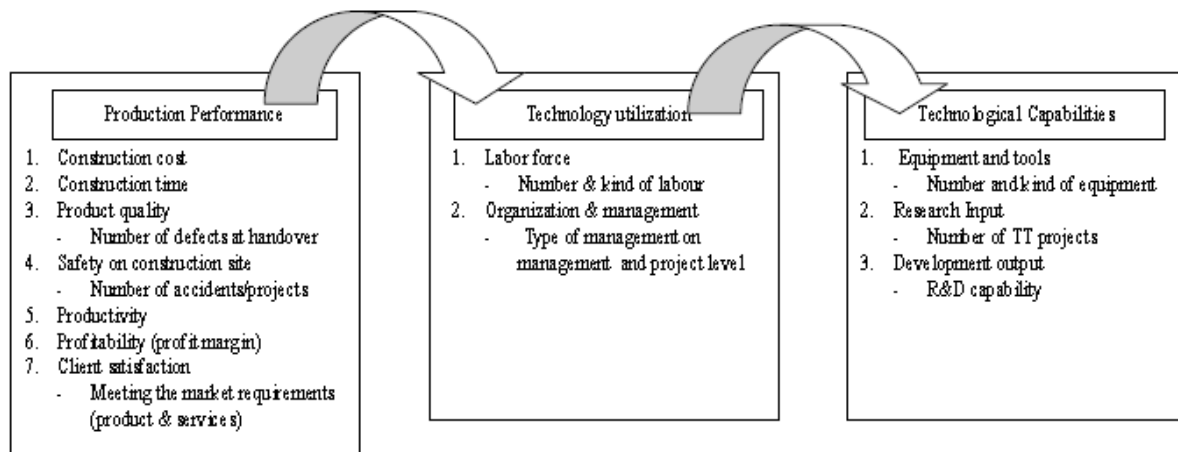 Production Performance
1. Construction cost
2. Construction time
3. Product quality
- Number of defects at handover
4. Safety on construction site
- Number of accidents/projects
5. Productivity
6. Profitability (profit margin)
7. Client satisfaction
- Meeting the market requirements
(product & services)
Technology utilization
1. Labor force
- Number & kind of labour
2. Organization & management
- Type of management on
management and project level
Technological Capabilities
1. Equipment and tools
- Number and kind of equipment
2. Research Input
- Number of TT projects
3. Development output
- R&D capability